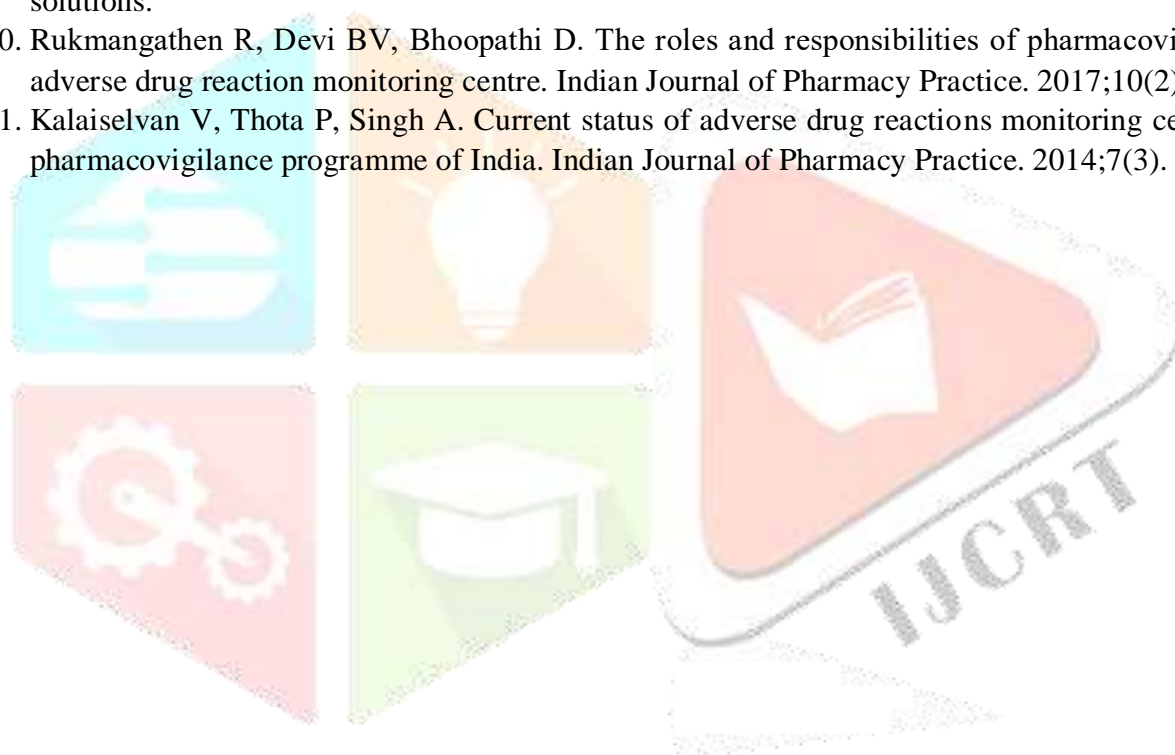 solutions.
0. Rukmangathen R, Devi BV, Bhoopathi D. The roles and responsibilities of pharmacovi
adverse drug reaction monitoring centre. Indian Journal of Pharmacy Practice. 2017;10(2)
1. Kalaiselvan V, Thota P, Singh A. Current status of adverse drug reactions monitoring ce
pharmacovigilance programme of India. Indian Journal of Pharmacy Practice. 2014;7(3).
IJCRT